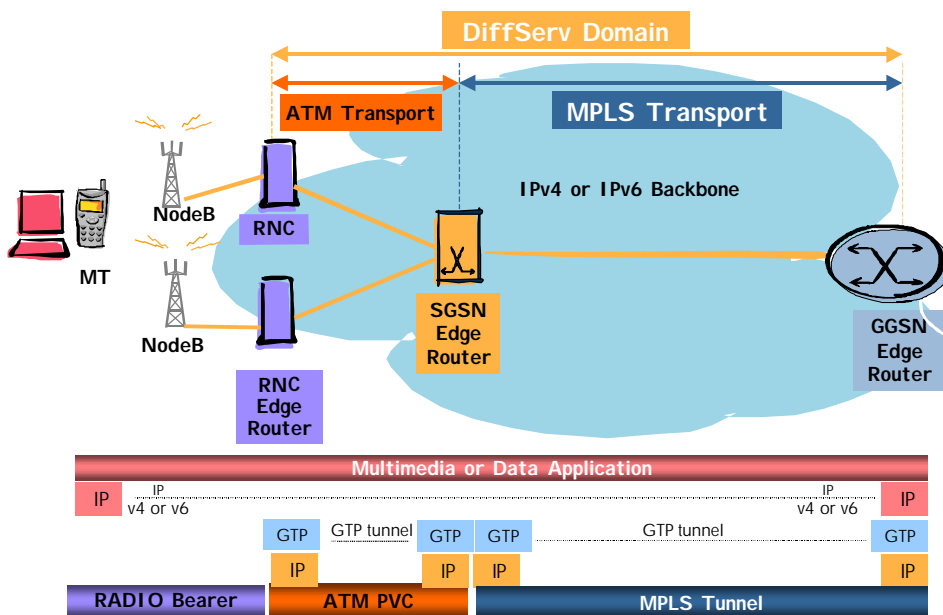 DiffServ Domain
ATM Transport
MPLS Transport
IPv4 or IPv6 Backbone
NodeB
RNC
MT
NodeB
SGSN
Edge
Router
GGSN
Edge
Router
RNC
Edge
Router
Multimedia or Data Application
IP
IP
v4 or v6
IP
v4 or v6
IP
GTP
GTP tunnel
GTP
GTP
GTP tunnel
GTP
IP
IP
IP
IP
RADIO Bearer
ATM PVC
MPLS Tunnel